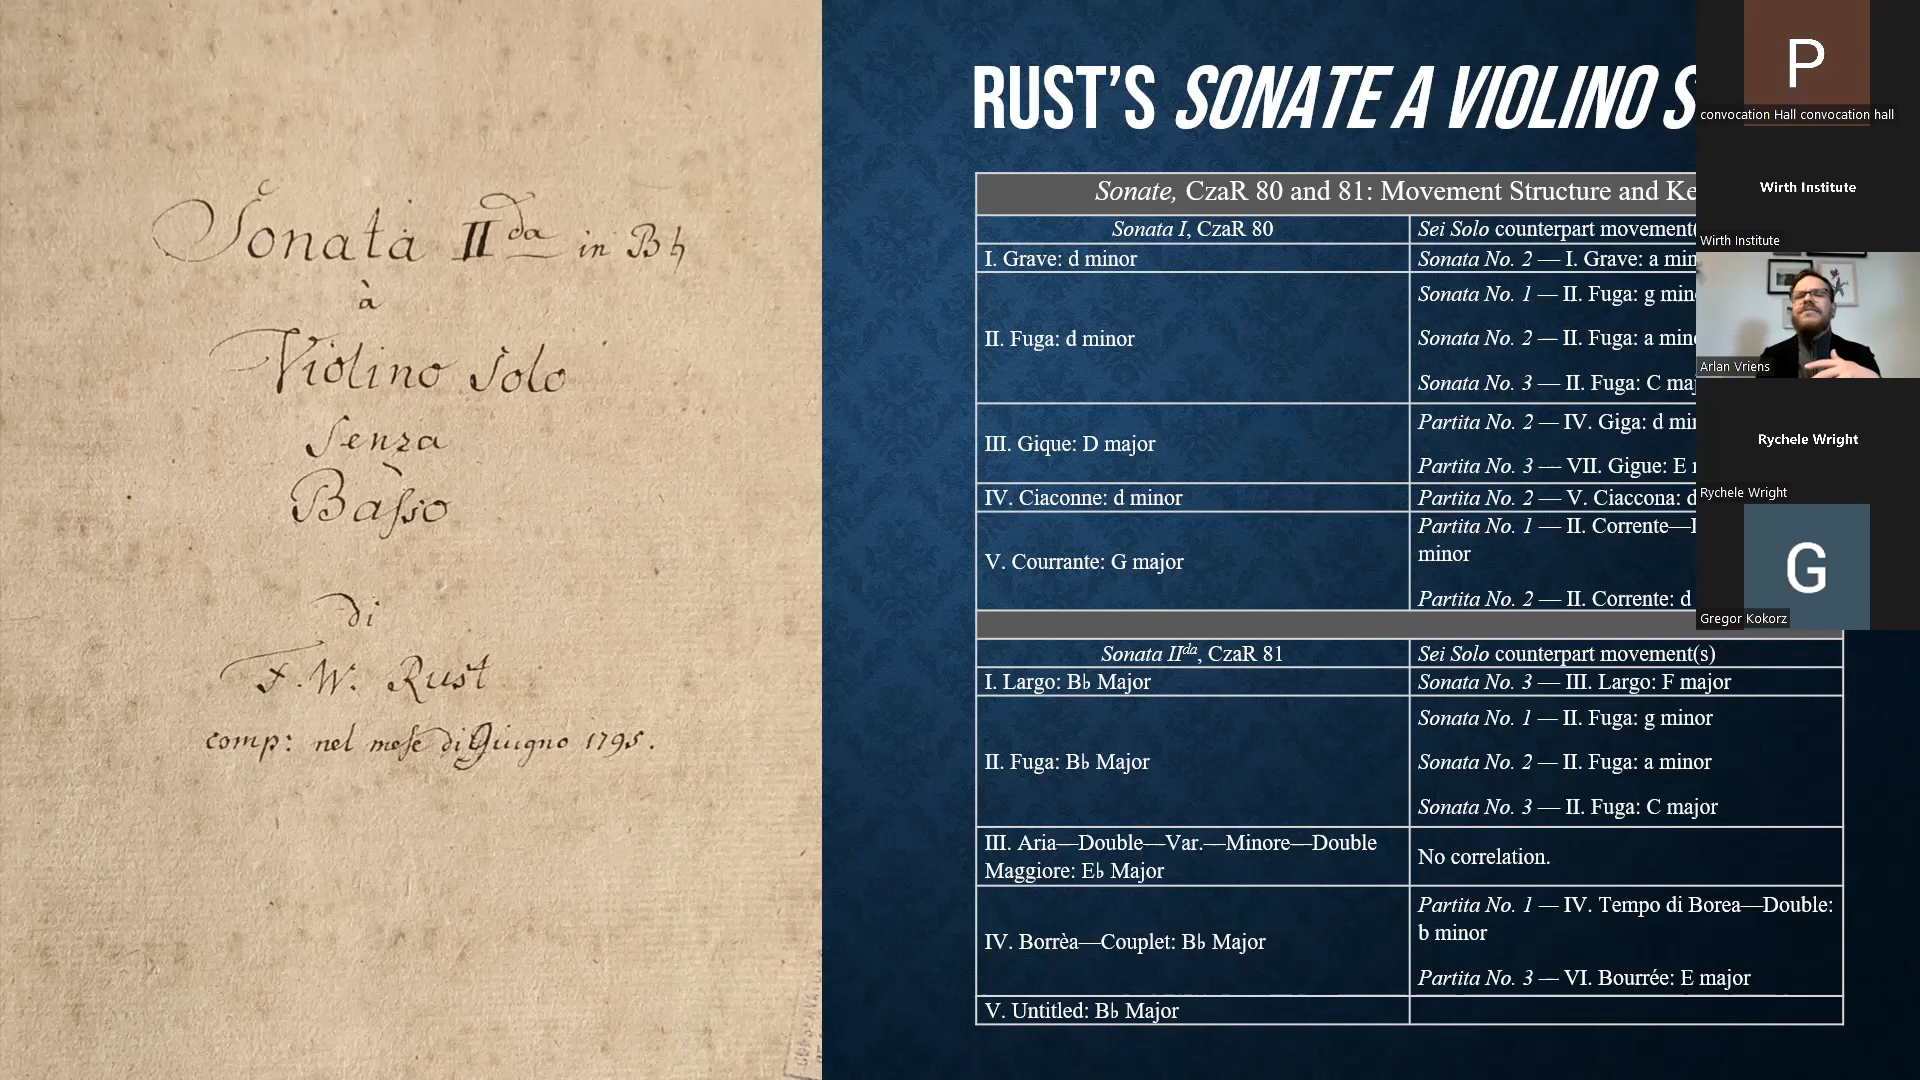 Sonata IIda in B♮
à
Violino Solo
Senza
Basso
di
F. W. Rust
comp: nel mese di Giugno 1795.
RUST’S SONATE A VIOLINO S
Sonate, CzaR 80 and 81: Movement Structure and Ke
Sonata I, CzaR 80
Sei Solo counterpart movement(
I. Grave: d minor
Sonata No. 2 — I. Grave: a min
II. Fuga: d minor
Sonata No. 1 — II. Fuga: g min
Sonata No. 2 — II. Fuga: a min
Sonata No. 3 — II. Fuga: C maj
III. Gique: D major
Partita No. 2 — IV. Giga: d min
Partita No. 3 — VII. Gigue: E
IV. Ciaconne: d minor
Partita No. 2 — V. Ciaccona: d
V. Courrante: G major
Partita No. 1 — II. Corrente—
minor
Partita No. 2 — II. Corrente: d
Sonata IIda, CzaR 81
Sei Solo counterpart movement(s)
I. Largo: B♭ Major
Sonata No. 3 — III. Largo: F major
II. Fuga: B♭ Major
Sonata No. 1 — II. Fuga: g minor
Sonata No. 2 — II. Fuga: a minor
Sonata No. 3 — II. Fuga: C major
III. Aria—Double—Var.—Minore—Double
Maggiore: E♭ Major
No correlation.
IV. Borrèa—Couplet: B♭ Major
Partita No. 1 — IV. Tempo di Borea—Double:
b minor
Partita No. 3 — VI. Bourrée: E major
V. Untitled: B♭ Major
P
convocation Hall convocation hall
Wirth Institute
Wirth Institute
Arlan Vriens
Rychele Wright
Rychele Wright
G
Gregor Kokorz